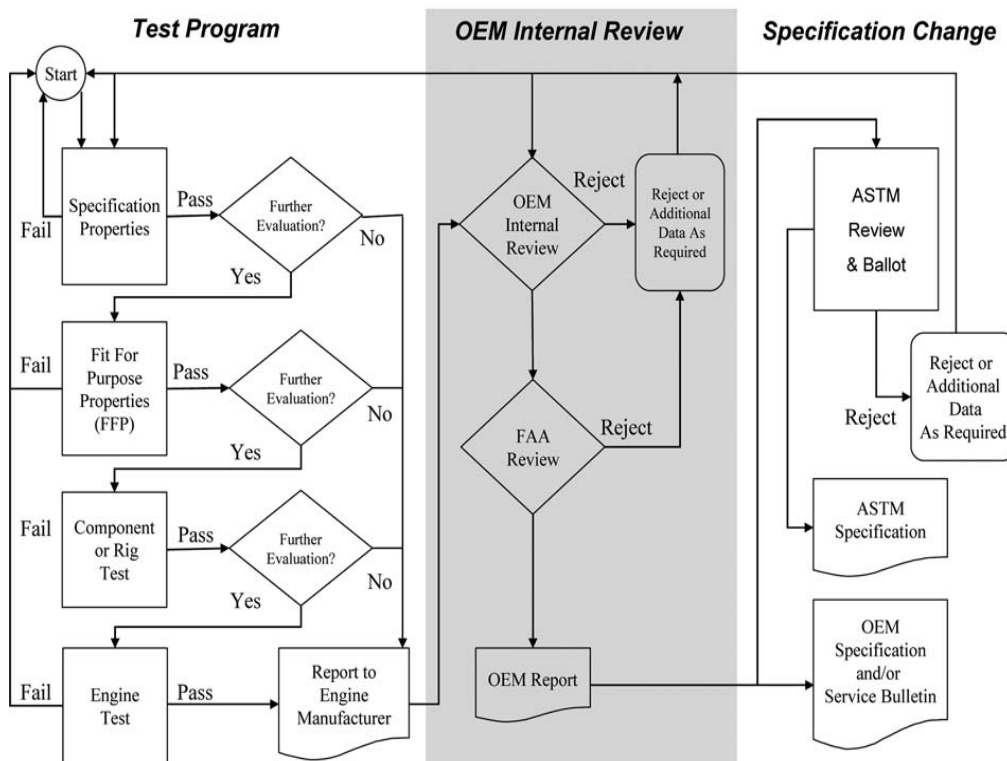 Test Program
OEM Internal Review
Specification Change
Start
Specification
Properties
Pass
Fail
Further
Evaluation?
No
Yes
Fit For
Purpose
Properties
(FFP)
Fail
Pass
Further
Evaluation?
No
Yes
Component
or Rig
Test
Fail
Pass
Further
Evaluation?
No
Yes
Engine
Test
Fail
Pass
Report to
Engine
Manufacturer
OEM
Internal
Review
Reject
Reject or
Additional
Data As
Required
FAA
Review
Reject
OEM Report
ASTM
Review
& Ballot
Reject
Reject or
Additional
Data
As Required
ASTM
Specification
OEM
Specification
and/or
Service Bulletin